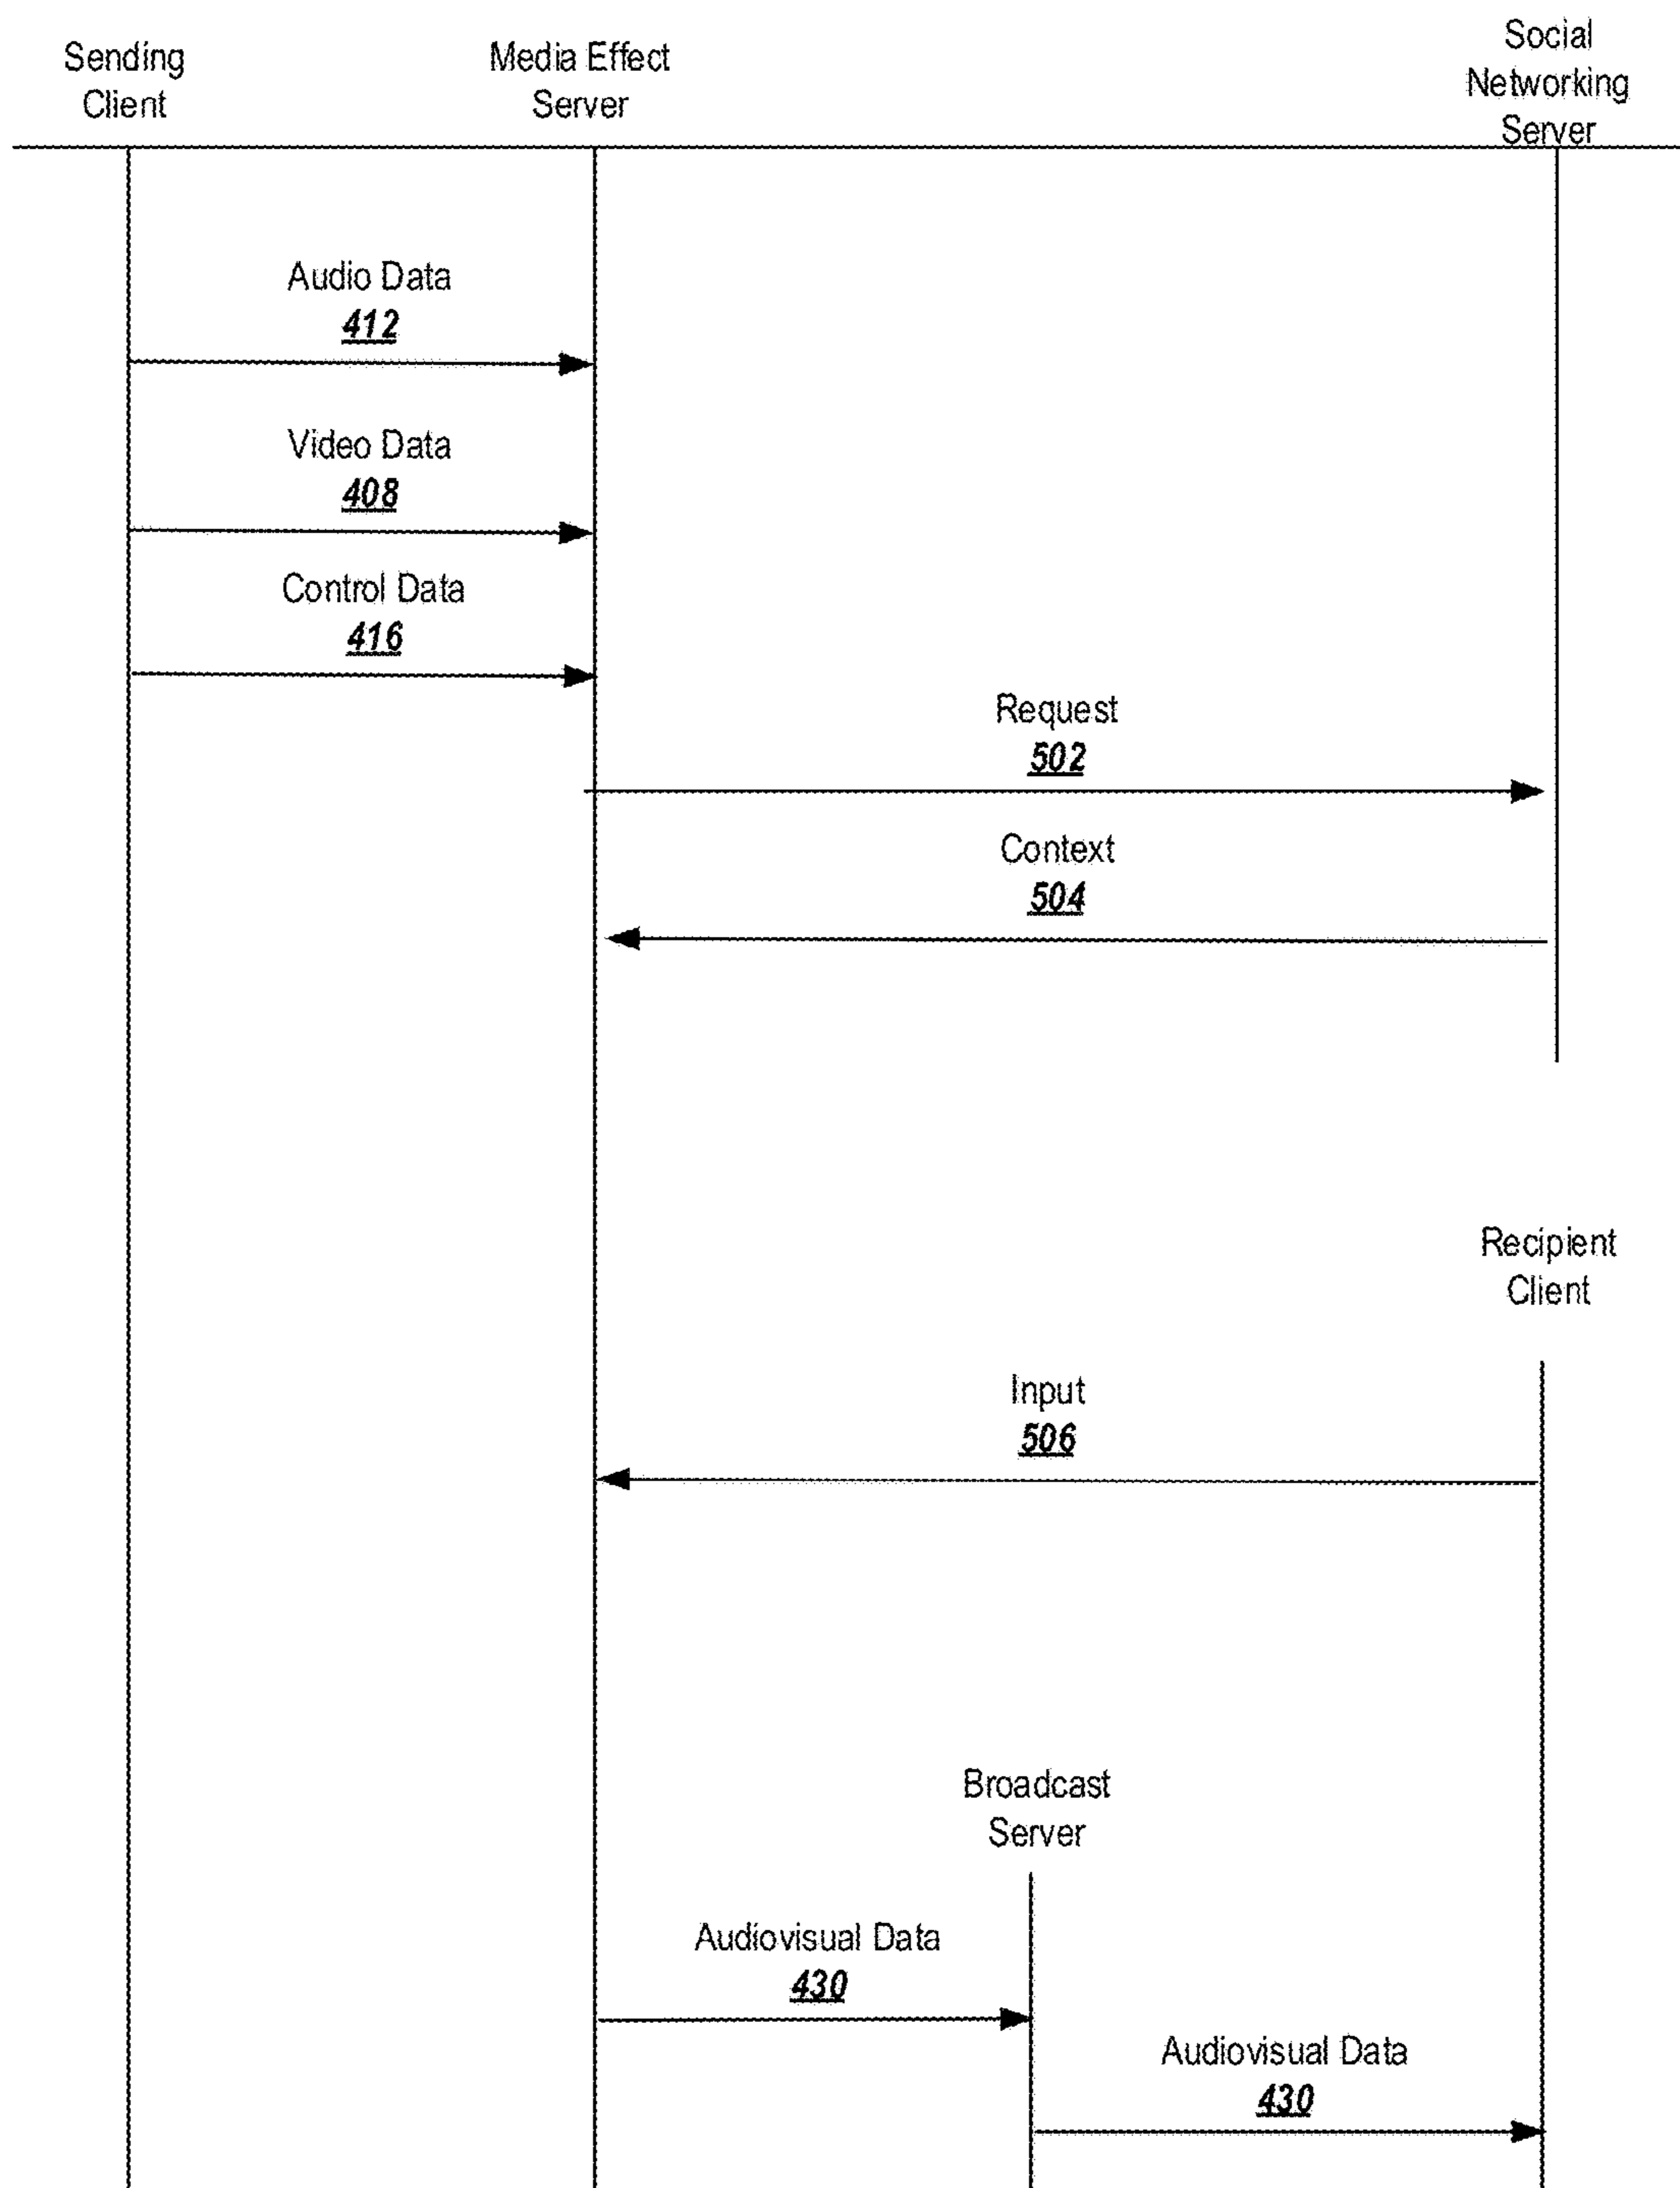 Sending
Client
Media Effect
Server
Social
Networking
Server
Audio Data
412
Video Data
408
Control Data
416
Request
502
Context
504
Recipient
Client
Input
506
Broadcast
Server
Audiovisual Data
430
Audiovisual Data
430